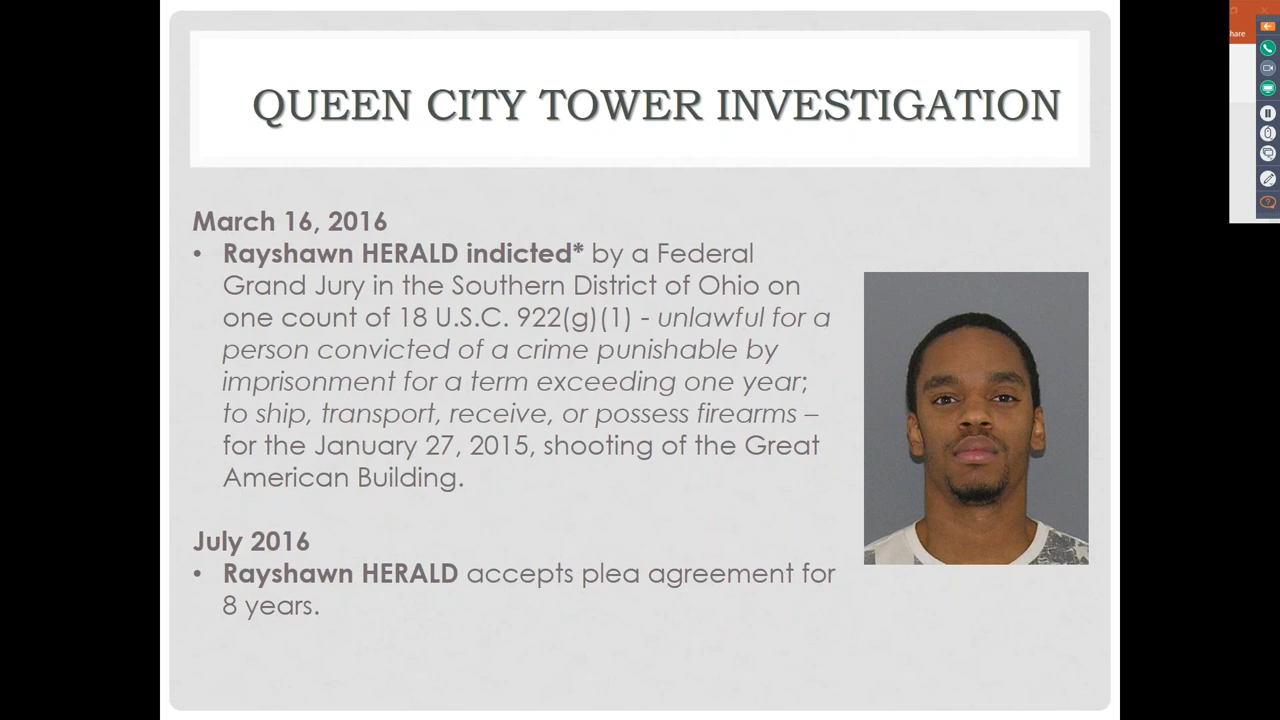 QUEEN CITY TOWER INVESTIGATION
hare
March 16, 2016
• Rayshawn HERALD indicted* by a Federal
Grand Jury in the Southern District of Ohio on
one count of 18 U.S.C. 922(g)(1) - unlawful for a
person convicted of a crime punishable by
imprisonment for a term exceeding one year;
to ship, transport, receive, or possess firearms –
for the January 27, 2015, shooting of the Great
American Building.
July 2016
• Rayshawn HERALD accepts plea agreement for
8 years.